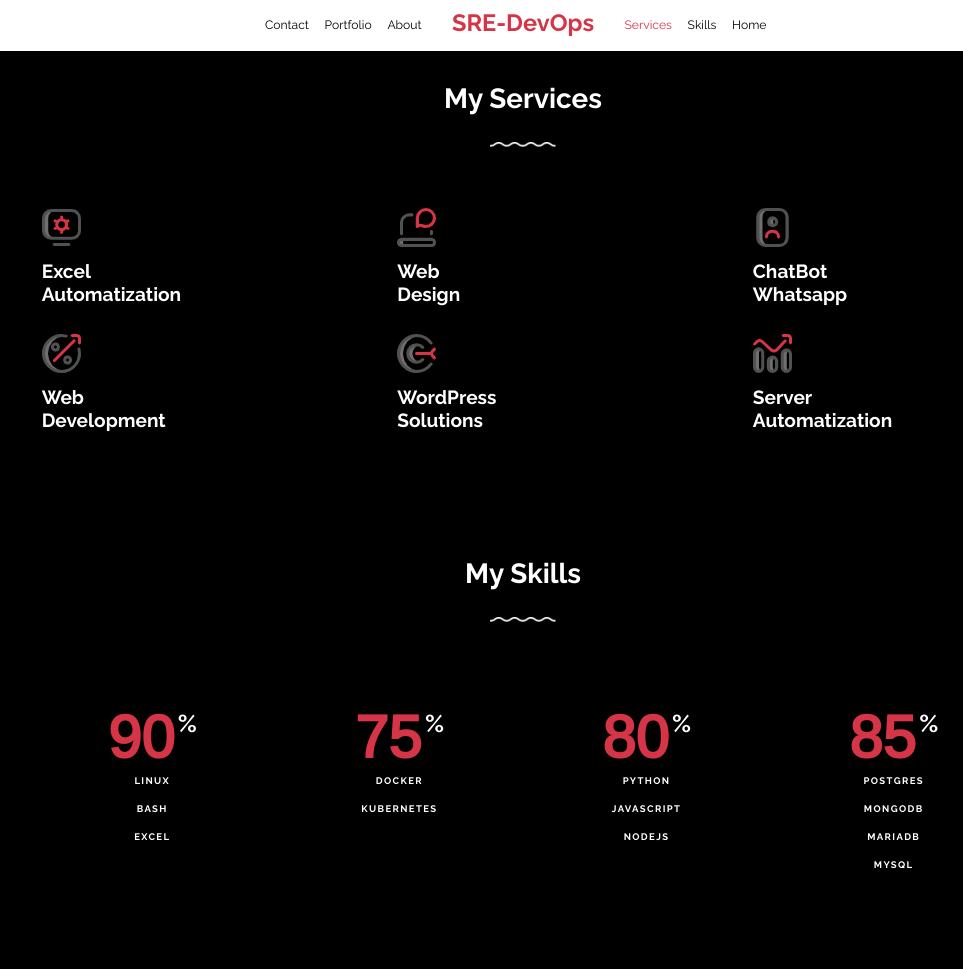 Contact Portfolio About SRE-DevOps Services Skills Home
My Services
Excel
Automatization
Web
Design
ChatBot
Whatsapp
Web
Development
WordPress
Solutions
Server
Automatization
My Skills
90%
LINUX
BASH
EXCEL
75%
DOCKER
KUBERNETES
80%
PYTHON
JAVASCRIPT
NODEJS
85%
POSTGRES
MONGODB
MARIADB
MYSQL